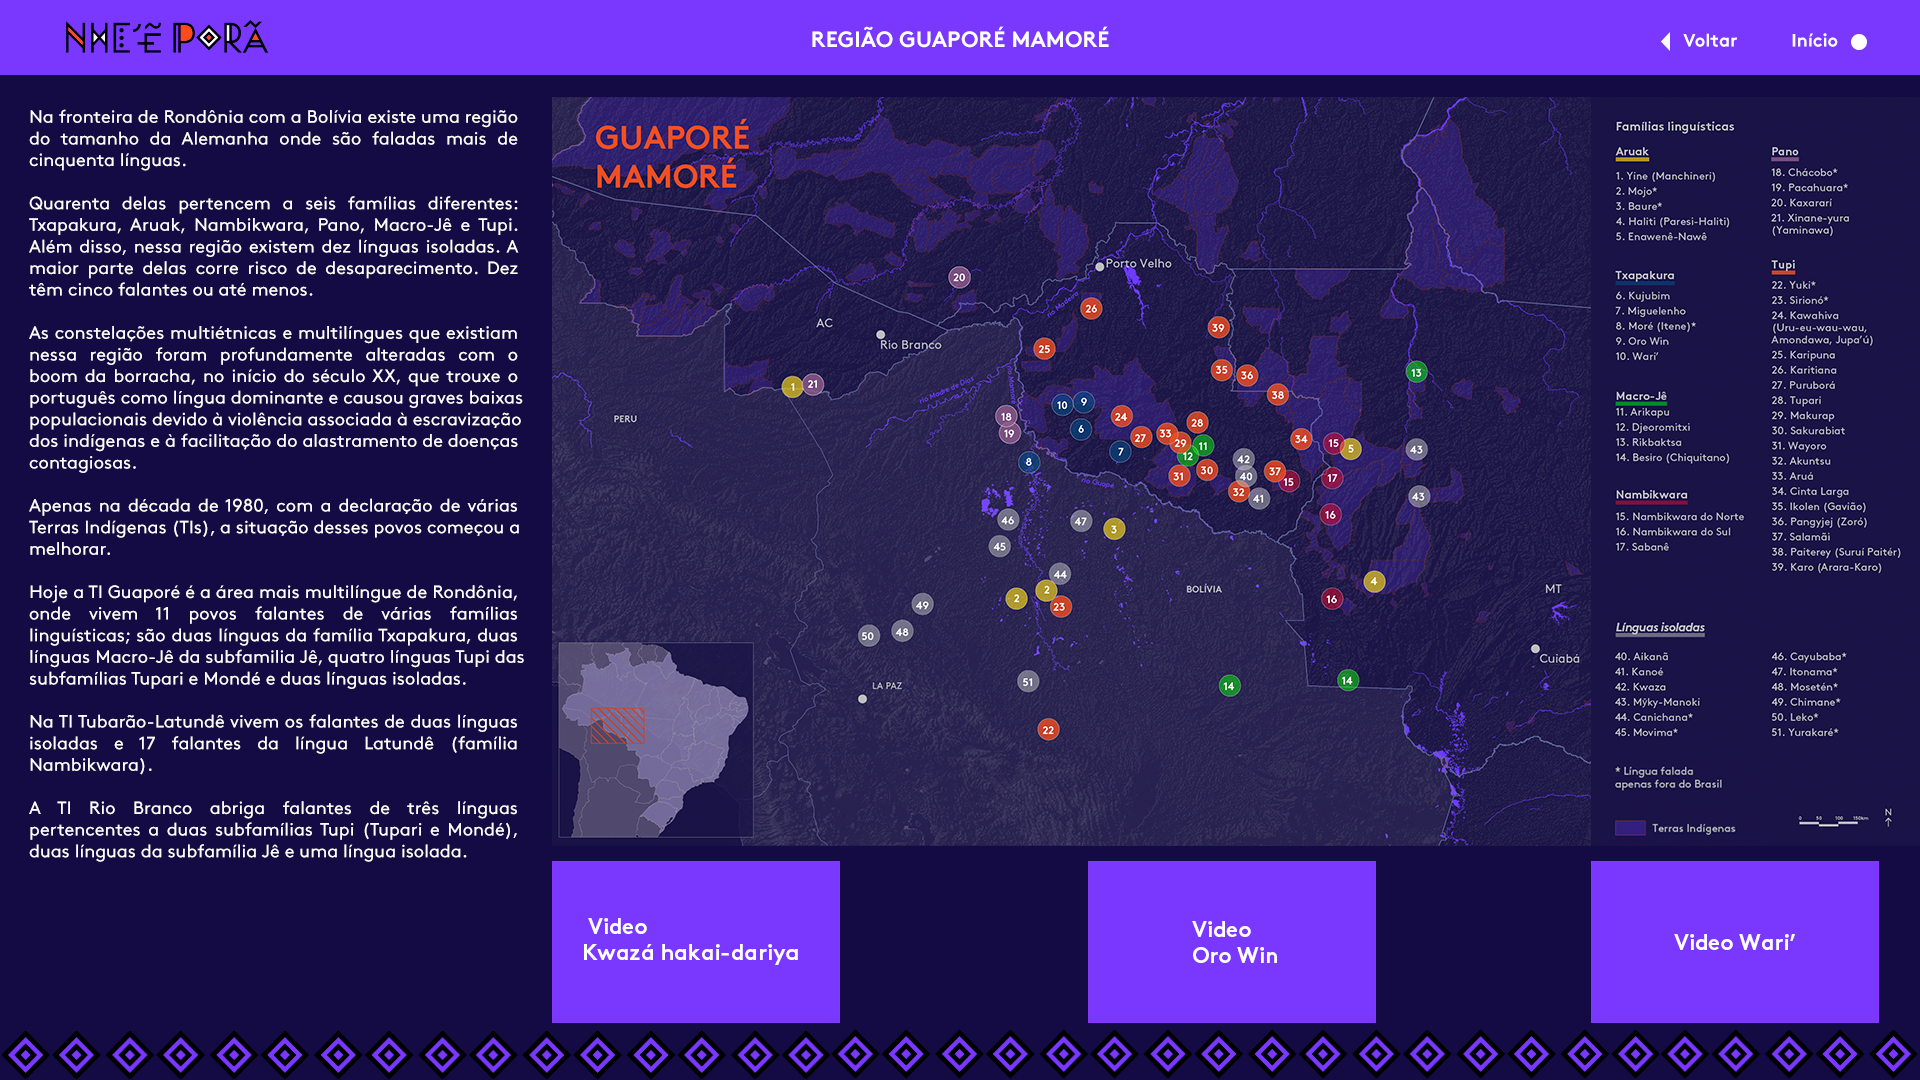 NHE'Ẽ PORÃ
REGIÃO GUAPORÉ MAMORÉ
Voltar
Início
Na fronteira de Rondônia com a Bolívia existe uma região
do tamanho da Alemanha onde são faladas mais de
cinquenta línguas.
Quarenta delas pertencem a seis famílias diferentes:
Txapakura, Aruak, Nambikwara, Pano, Macro-Jê e Tupi.
Além disso, nessa região existem dez línguas isoladas. A
maior parte delas corre risco de desaparecimento. Dez
têm cinco falantes ou até menos.
As constelações multiétnicas e multilíngues que existiam
nessa região foram profundamente alteradas com o
boom da borracha, no início do século XX, que trouxe o
português como língua dominante e causou graves baixas
populacionais devido à violência associada à escravização
dos indígenas e à facilitação do alastramento de doenças
contagiosas.
Apenas na década de 1980, com a declaração de várias
Terras Indígenas (TIs), a situação desses povos começou a
melhorar.
Hoje a TI Guaporé é a área mais multilíngue de Rondônia,
onde vivem 11 povos falantes de várias famílias
linguísticas; são duas línguas da família Txapakura, duas
línguas Macro-Jê da subfamilia Jê, quatro línguas Tupi das
subfamílias Tupari e Mondé e duas línguas isoladas.
Na TI Tubarão-Latundê vivem os falantes de duas línguas
isoladas e 17 falantes da língua Latundê (família
Nambikwara).
A TI Rio Branco abriga falantes de três línguas
pertencentes a duas subfamílias Tupi (Tupari e Mondé),
duas línguas da subfamília Jê e uma língua isolada.
GUAPORÉ
MAMORÉ
Porto Velho
20
rio Madeira
26
AC
39
Rio Branco
25
35
36
13
1
21
rio Madre de Dios
38
10
9
PERU
18
24
19
6
28
27
33
29
11
34
15
5
43
7
12
8
42
31
30
40
37
15
17
rio Guapé
32
41
43
46
47
3
16
45
44
4
BOLÍVIA
2
2
MT
49
23
16
50
48
Cuiabá
51
14
14
LA PAZ
22
Famílias linguísticas
Aruak
1. Yine (Manchineri)
2. Mojo*
3. Baure*
4. Haliti (Paresi-Haliti)
5. Enawenê-Nawê
Txapakura
6. Kujubim
7. Miguelenho
8. Moré (Itene)*
9. Oro Win
10. Wari'
Macro-Jê
11. Arikapu
12. Djeoromitxi
13. Rikbaktsa
14. Besiro (Chiquitano)
Nambikwara
15. Nambikwara do Norte
16. Nambikwara do Sul
17. Sabanê
Pano
18. Chácobo*
19. Pacahuara*
20. Kaxararí
21. Xinane-yura
(Yaminawa)
Tupi
22. Yuki*
23. Sirionó*
24. Kawahiva
(Uru-eu-wau-wau,
Amondawa, Jupa'ú)
25. Karipuna
26. Karitiana
27. Puruborá
28. Tupari
29. Makurap
30. Sakurabiat
31. Wayoro
32. Akuntsu
33. Aruá
34. Cinta Larga
35. Ikolen (Gavião)
36. Pangyjej (Zoró)
37. Salamãi
38. Paiterey (Suruí Paitér)
39. Karo (Arara-Karo)
Línguas isoladas
40. Aikanã
41. Kanoé
42. Kwaza
43. Mỹky-Manoki
44. Canichana*
45. Movima*
46. Cayubaba*
47. Itonama*
48. Mosetén*
49. Chimane*
50. Leko*
51. Yurakaré*
* Língua falada
apenas fora do Brasil
Terras Indígenas
0 50 100 150km
N
Video
Kwazá hakai-dariya
Video
Oro Win
Video Wari'